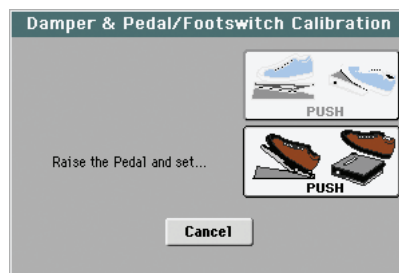 Damper & Pedal/Footswitch Calibration
PUSH
Raise the Pedal and set...
PUSH
Cancel